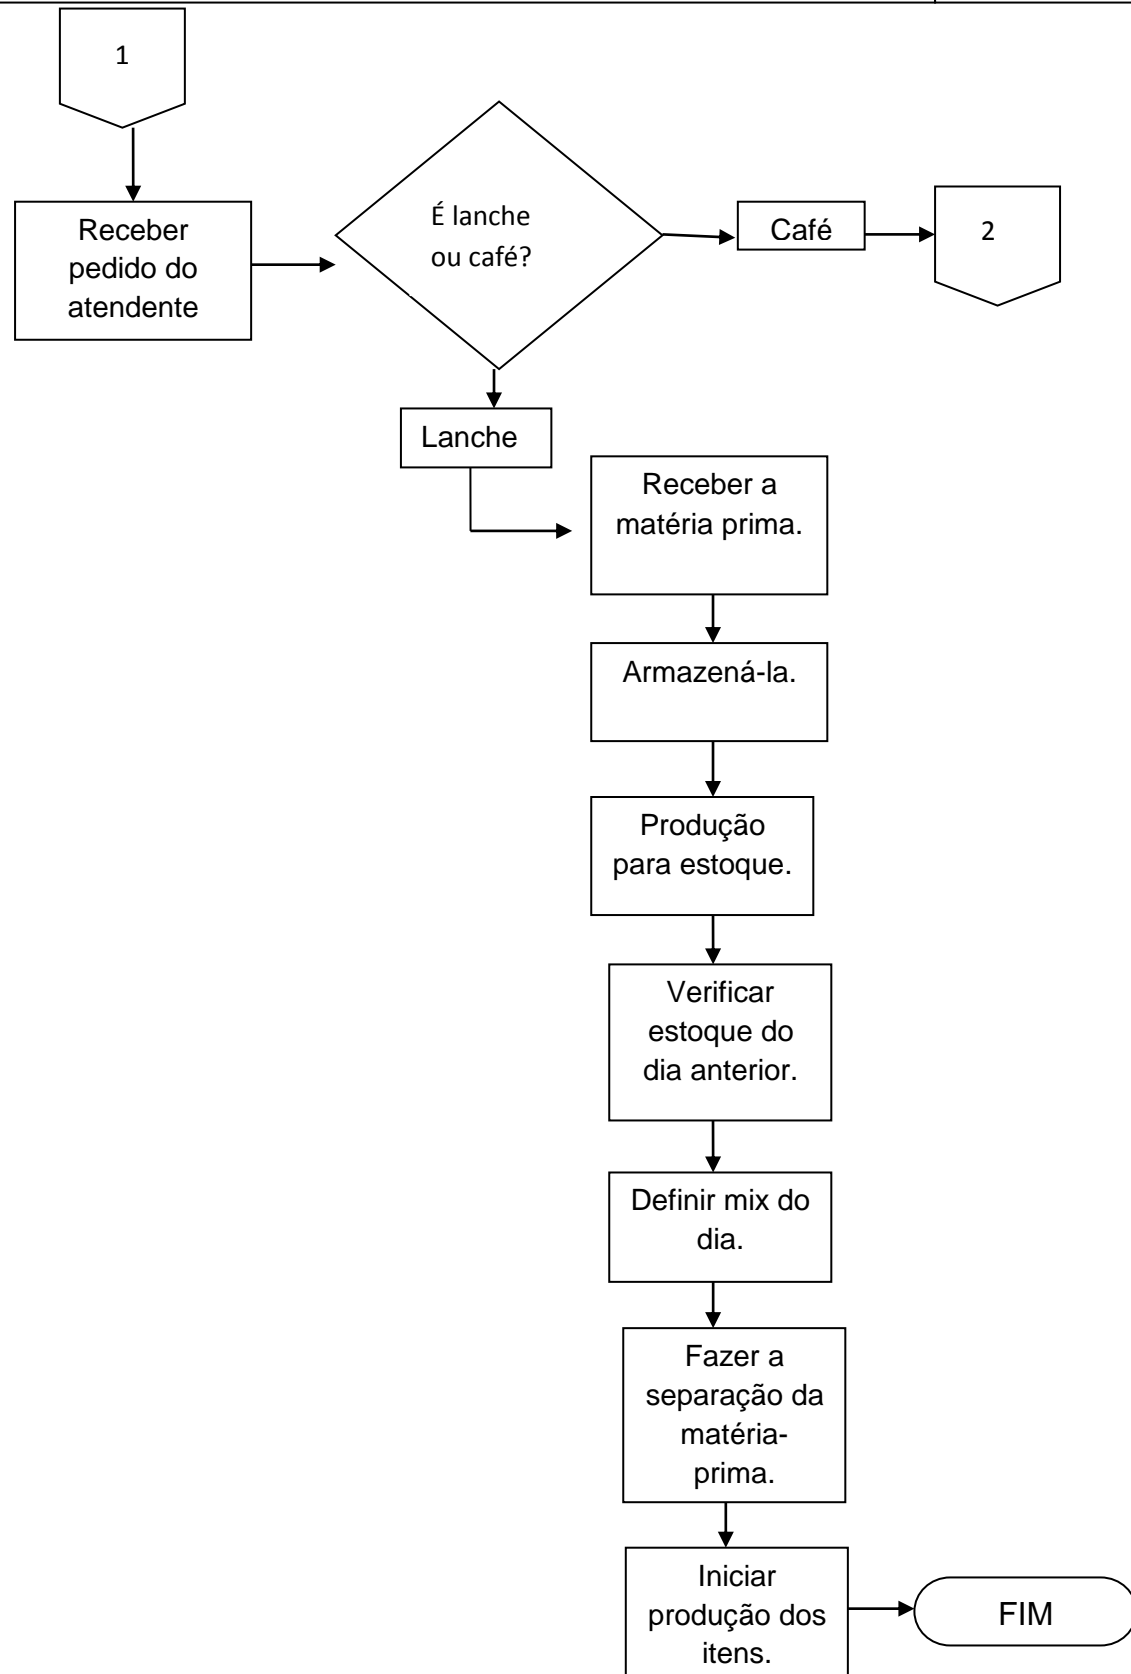 1
Receber
pedido do
atendente
É lanche
ou café?
Café
2
Lanche
Receber a
matéria prima.
Armazená-la.
Produção
para estoque.
Verificar
estoque do
dia anterior.
Definir mix do
dia.
Fazer a
separação da
matéria-
prima.
Iniciar
produção dos
itens.
FIM